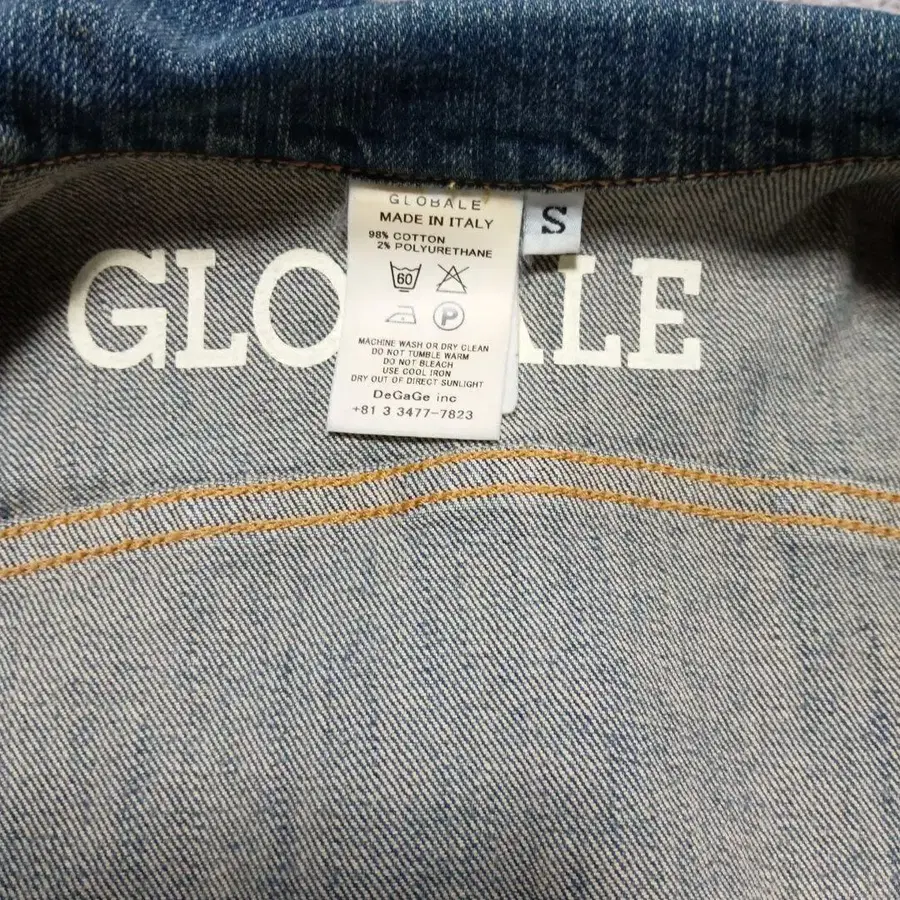 GLOBALE
MADE IN ITALY
98% COTTON
2% POLYURETHANE
60
P
MACHINE WASH OR DRY CLEAN
DO NOT TUMBLE WARM
DO NOT BLEACH
USE COOL IRON
DRY OUT OF DIRECT SUNLIGHT
DeGaGe inc
+81 3 3477-7823
S
GLO ALE